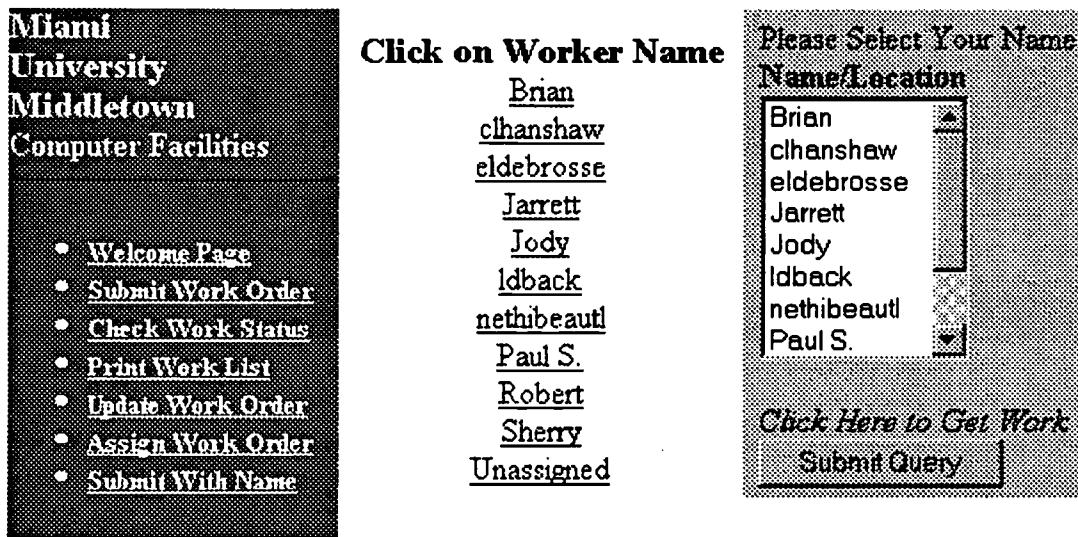 Miami
University
Middletown
Computer Facilities
Welcome Page
Submit Work Order
Check Work Status
Print Work List
Update Work Order
Assign Work Order
Submit With Name
Click on Worker Name
Brian
clhanshaw
eldebrosse
Jarrett
Jody
ldback
nethibeautl
Paul S.
Robert
Sherry
Unassigned
Please Select Your Name
Name/Location
Brian
clhanshaw
eldebrosse
Jarrett
Jody
ldback
nethibeautl
Paul S.
Click Here to Get Work
Submit Query